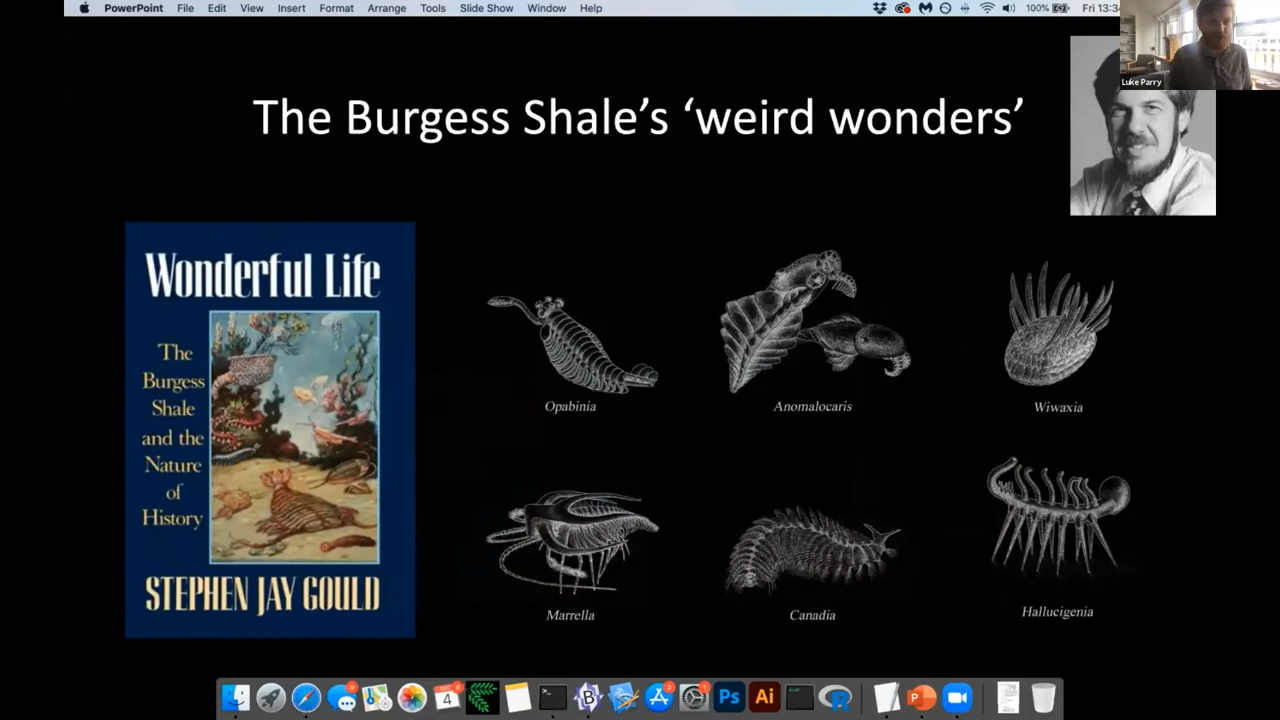 PowerPoint File Edit View Insert Format Arrange Tools Slide Show Window Help 100% Fri 13:3
Luke Parry
The Burgess Shale's ‘weird wonders’
Wonderful Life
The
Burgess
Shale
and the
Nature
of
History
STEPHEN JAY GOULD
Opabinia
Anomalocaris
Wiwaxia
Marrella
Canadia
Hallucigenia
4
Ps
Ai
R
P